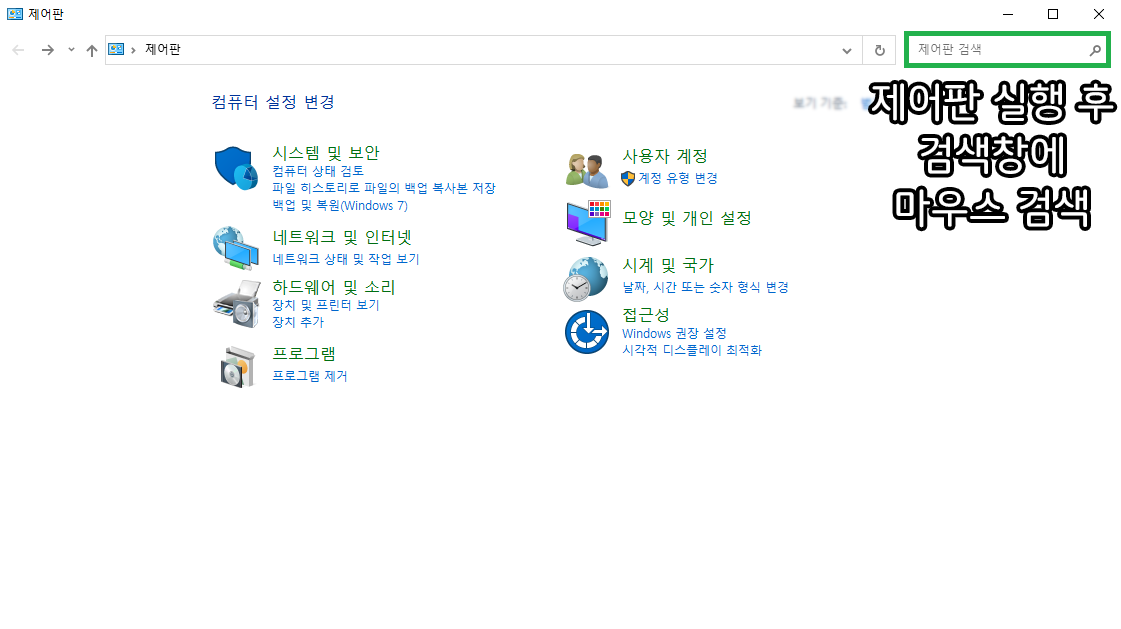 제어판
제어판
제어판 검색
컴퓨터 설정 변경
보기 기준:
제어판 실행 후
검색창에
마우스 검색
시스템 및 보안
컴퓨터 상태 검토
파일 히스토리로 파일의 백업 복사본 저장
백업 및 복원(Windows 7)
네트워크 및 인터넷
네트워크 상태 및 작업 보기
하드웨어 및 소리
장치 및 프린터 보기
장치 추가
프로그램
프로그램 제거
사용자 계정
계정 유형 변경
모양 및 개인 설정
시계 및 국가
날짜, 시간 또는 숫자 형식 변경
접근성
Windows 권장 설정
시각적 디스플레이 최적화